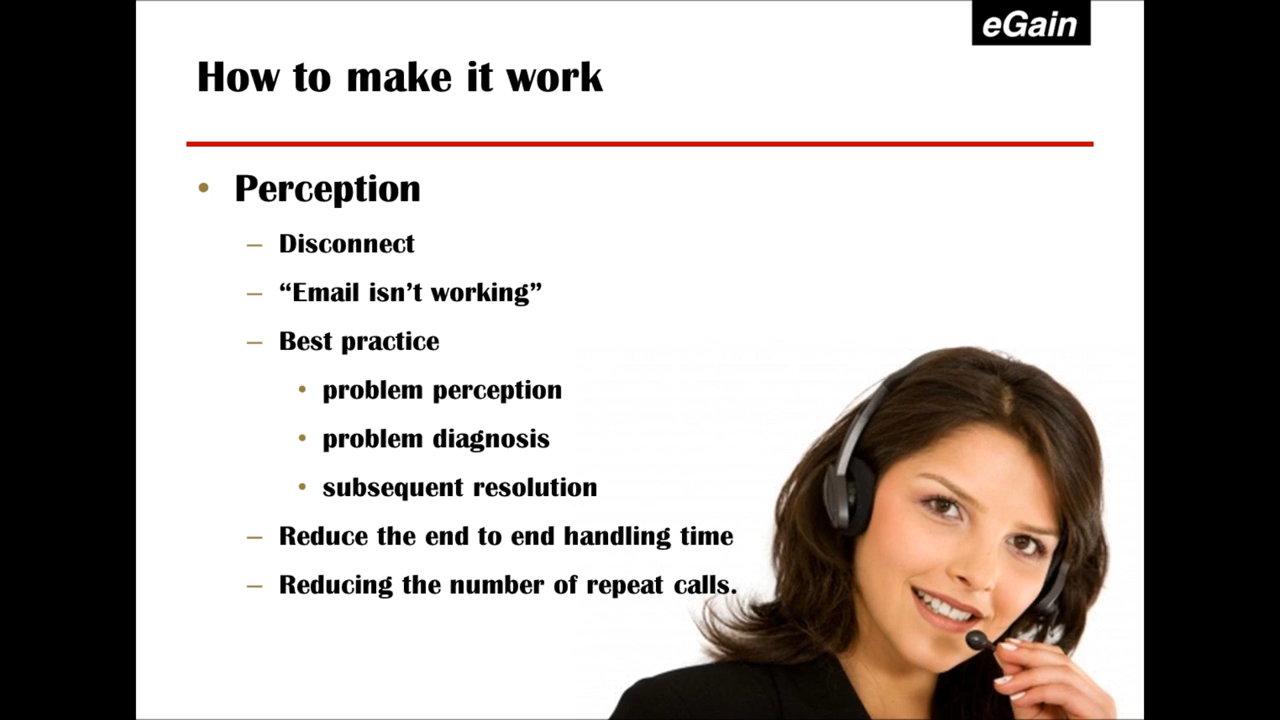 eGain
How to make it work
• Perception
– Disconnect
– “Email isn’t working”
– Best practice
• problem perception
• problem diagnosis
• subsequent resolution
– Reduce the end to end handling time
– Reducing the number of repeat calls.